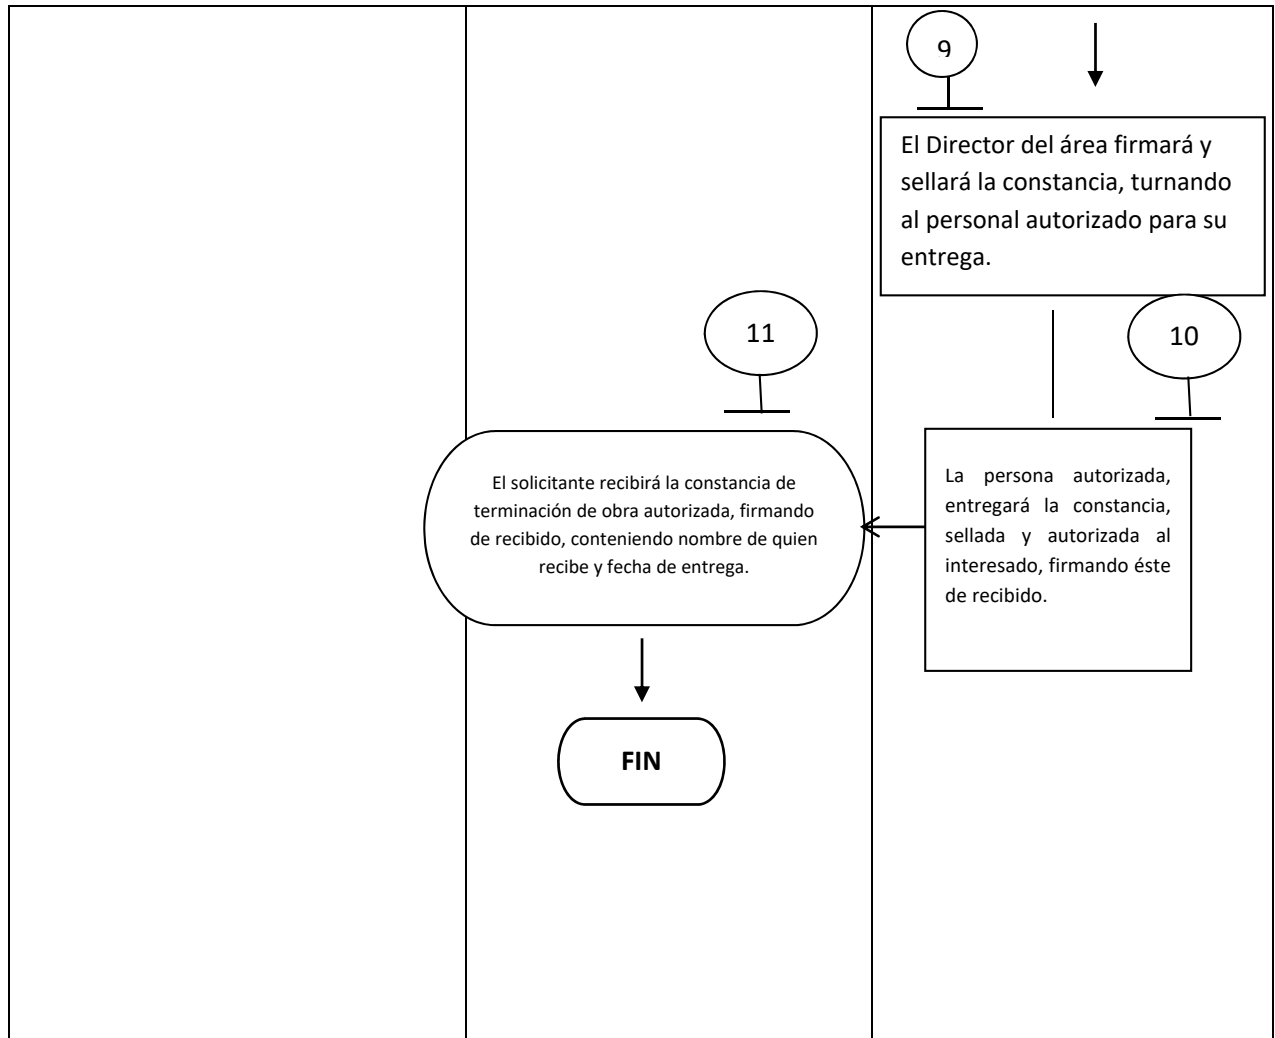 9
El Director del área firmará y
sellará la constancia, turnando
al personal autorizado para su
entrega.
10
La persona autorizada,
entregará la constancia,
sellada y autorizada al
interesado, firmando éste
de recibido.
11
El solicitante recibirá la constancia de
terminación de obra autorizada, firmando
de recibido, conteniendo nombre de quien
recibe y fecha de entrega.
FIN